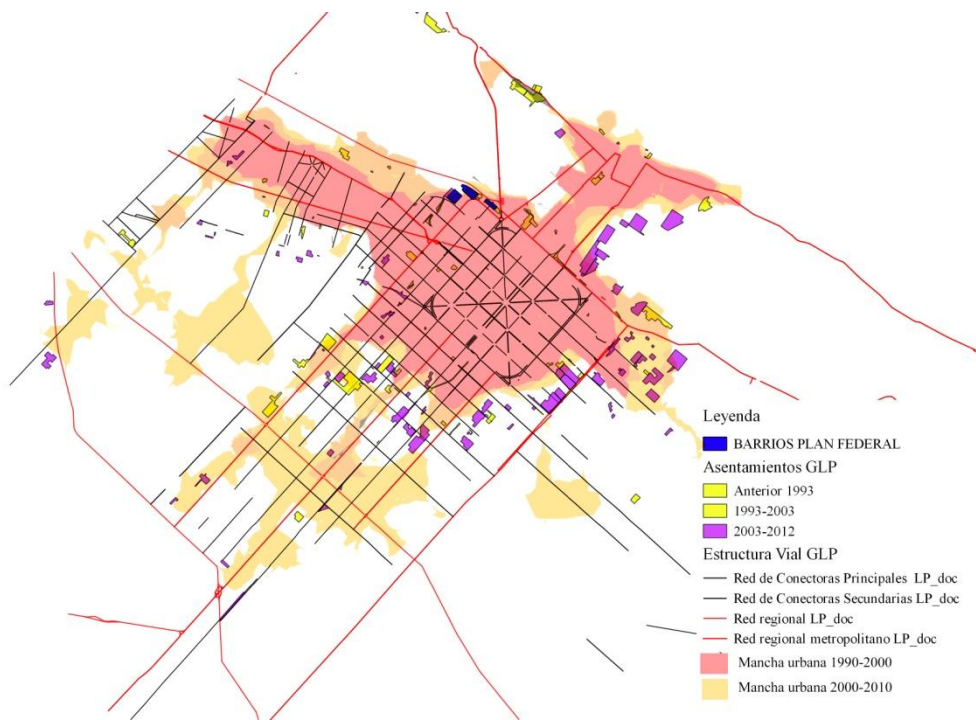 Leyenda
BARRIOS PLAN FEDERAL
Asentamientos GLP
Anterior 1993
1993-2003
2003-2012
Estructura Vial GLP
Red de Conectoras Principales LP_doc
Red de Conectoras Secundarias LP_doc
Red regional LP_doc
Red regional metropolitano LP_doc
Mancha urbana 1990-2000
Mancha urbana 2000-2010